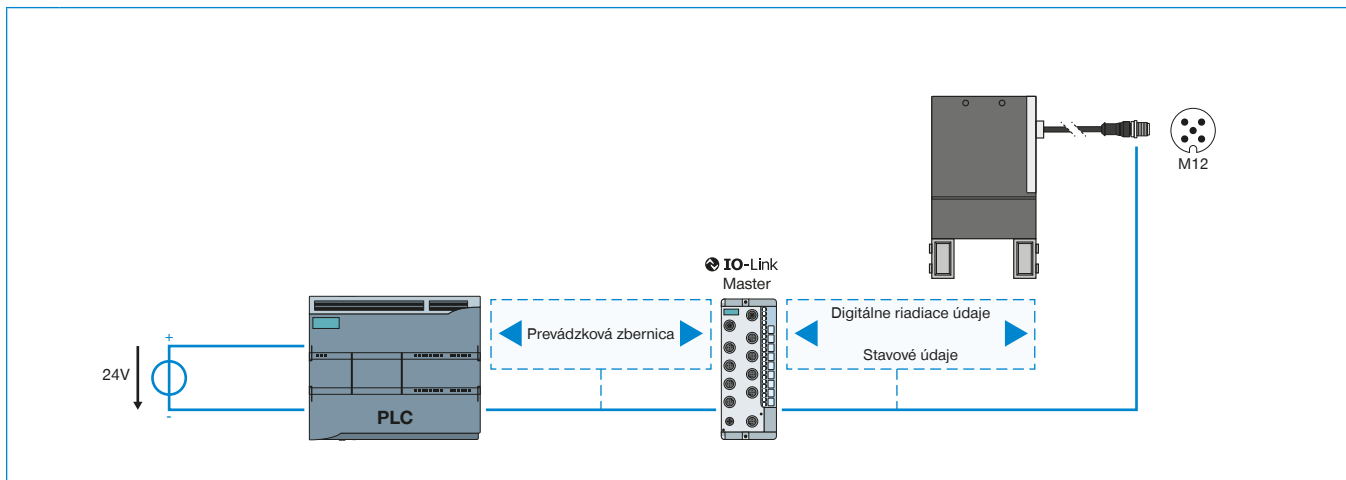 M12
IO-Link
Master
Prevádzková zbernica
Digitálne riadiace údaje
Stavové údaje
+
24V
-
PLC